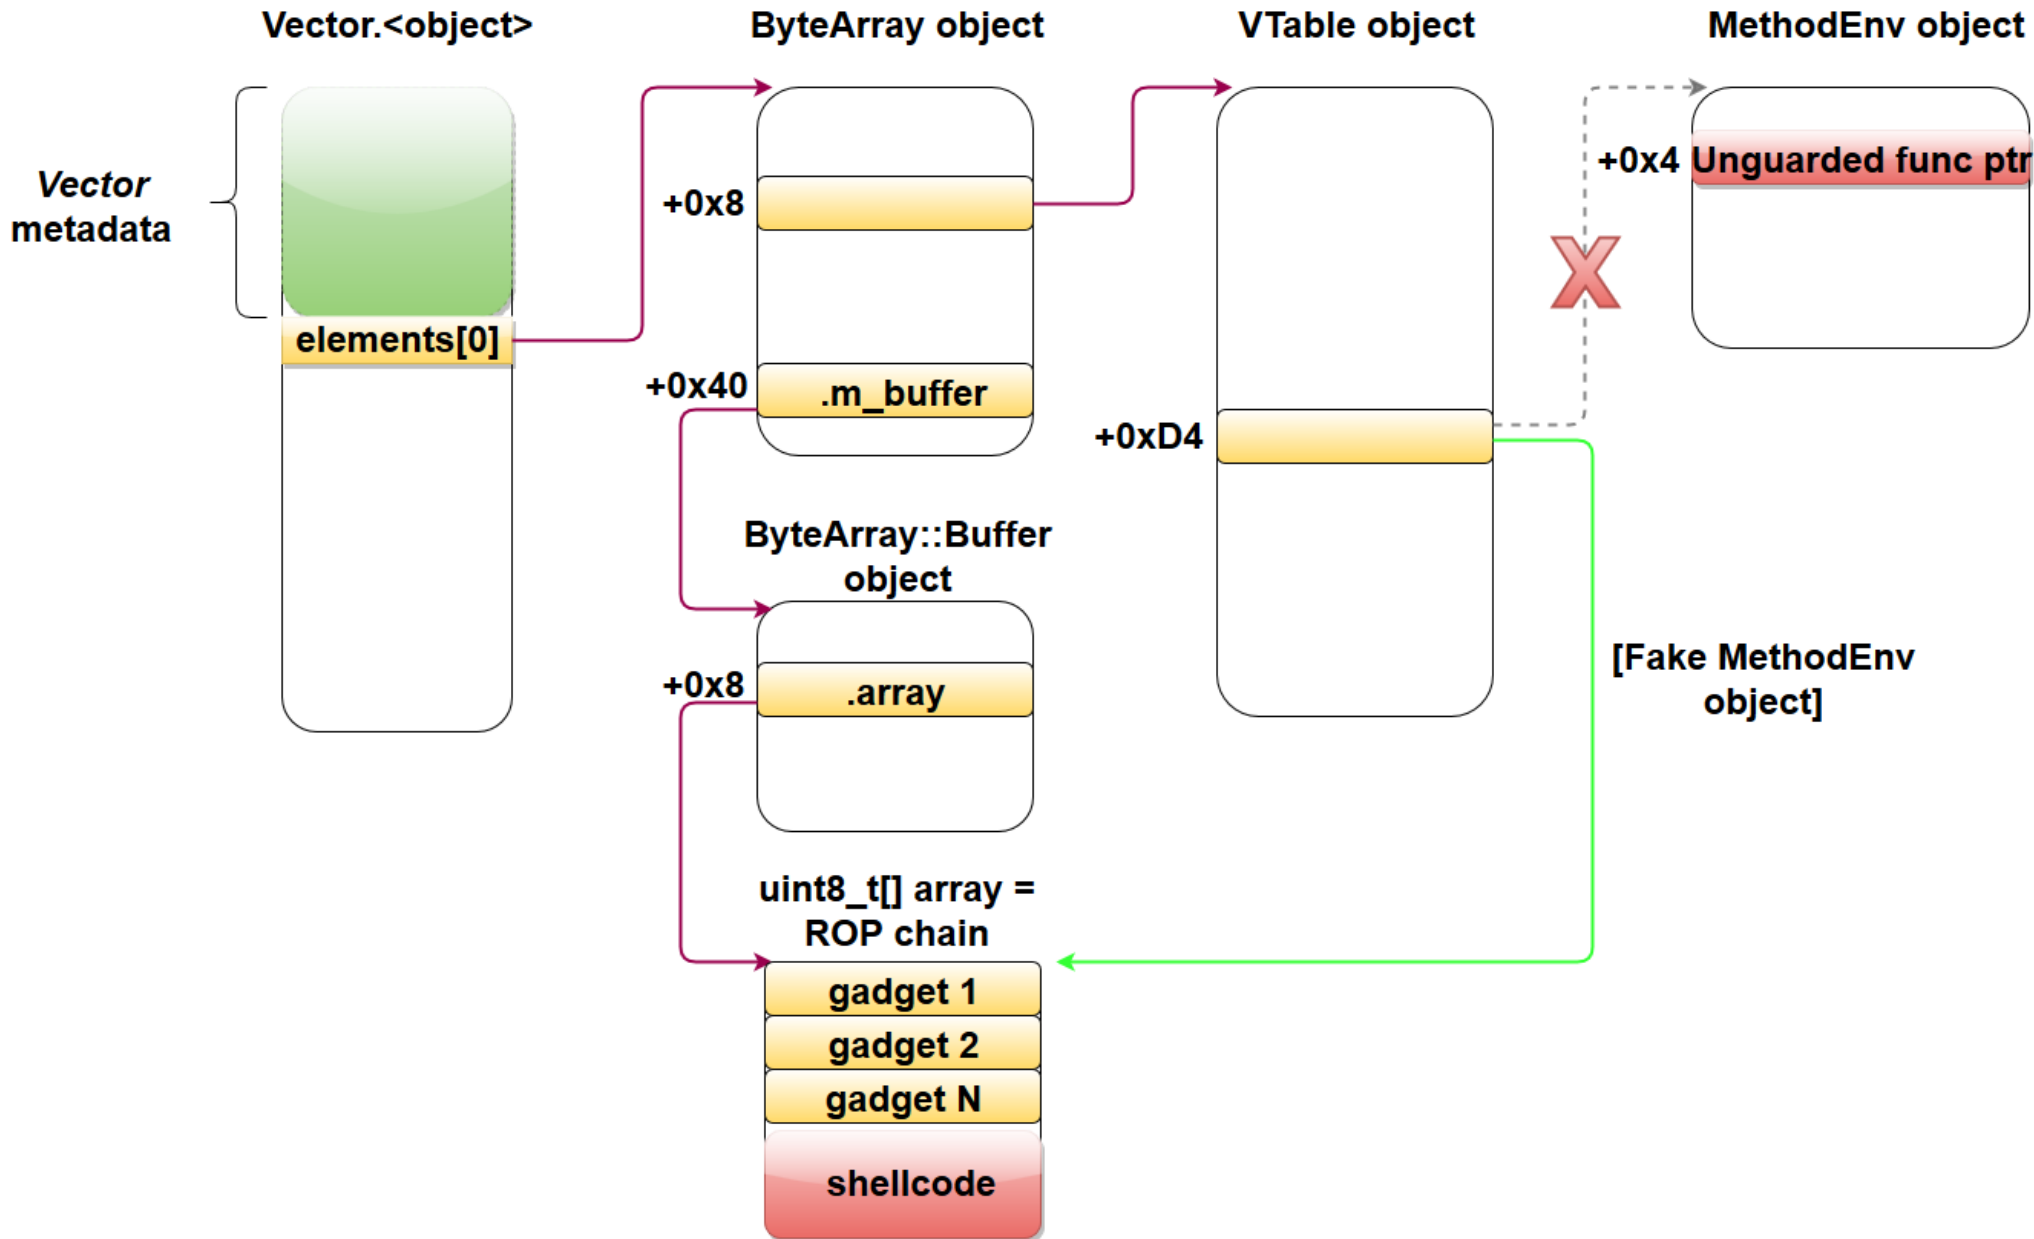 Vector.<object>
ByteArray object
VTable object
MethodEnv object
Vector
metadata
elements[0]
+0x8
+0x40
.m_buffer
+0xD4
+0x4
Unguarded func ptr
X
ByteArray::Buffer
object
+0x8
.array
[Fake MethodEnv
object]
uint8_t[] array =
ROP chain
gadget 1
gadget 2
gadget N
shellcode